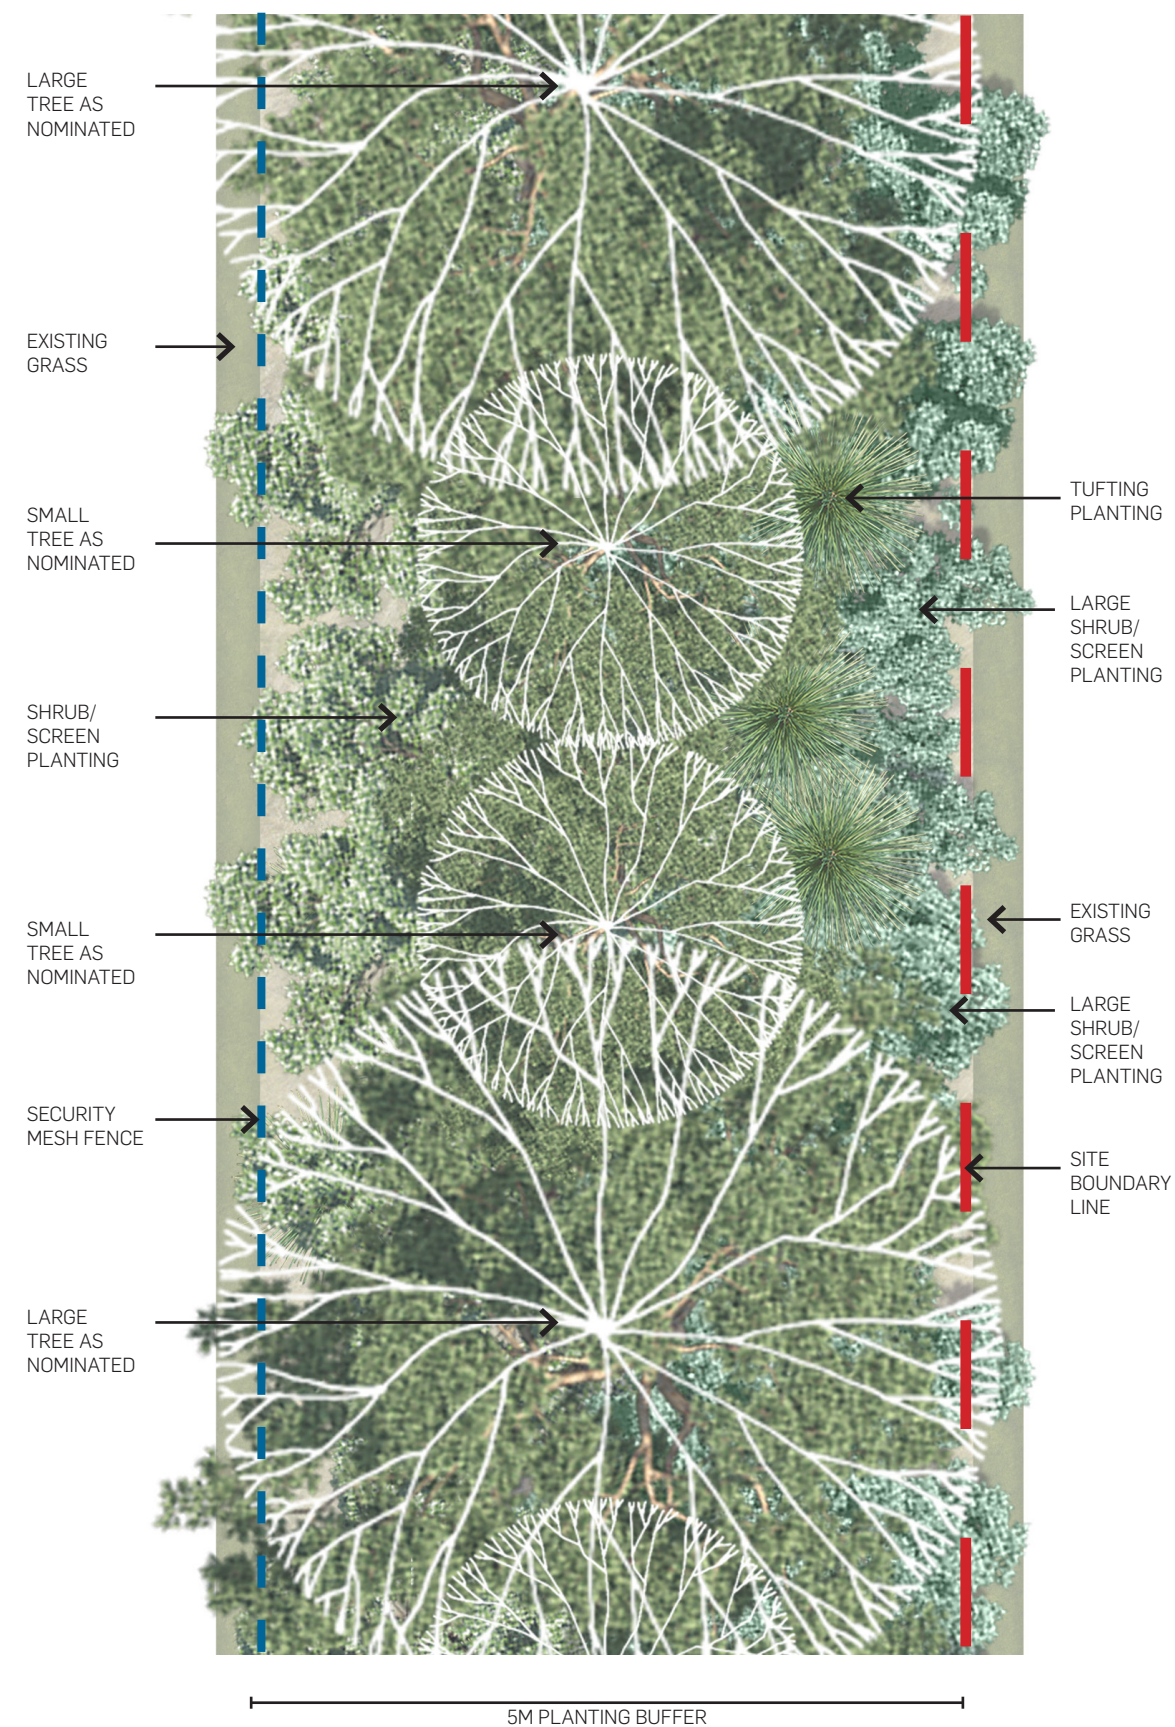 LARGE
TREE AS
NOMINATED
EXISTING
GRASS
SMALL
TREE AS
NOMINATED
SHRUB/
SCREEN
PLANTING
SMALL
TREE AS
NOMINATED
SECURITY
MESH FENCE
LARGE
TREE AS
NOMINATED
TUFTING
PLANTING
LARGE
SHRUB/
SCREEN
PLANTING
EXISTING
GRASS
LARGE
SHRUB/
SCREEN
PLANTING
SITE
BOUNDARY
LINE
5M PLANTING BUFFER